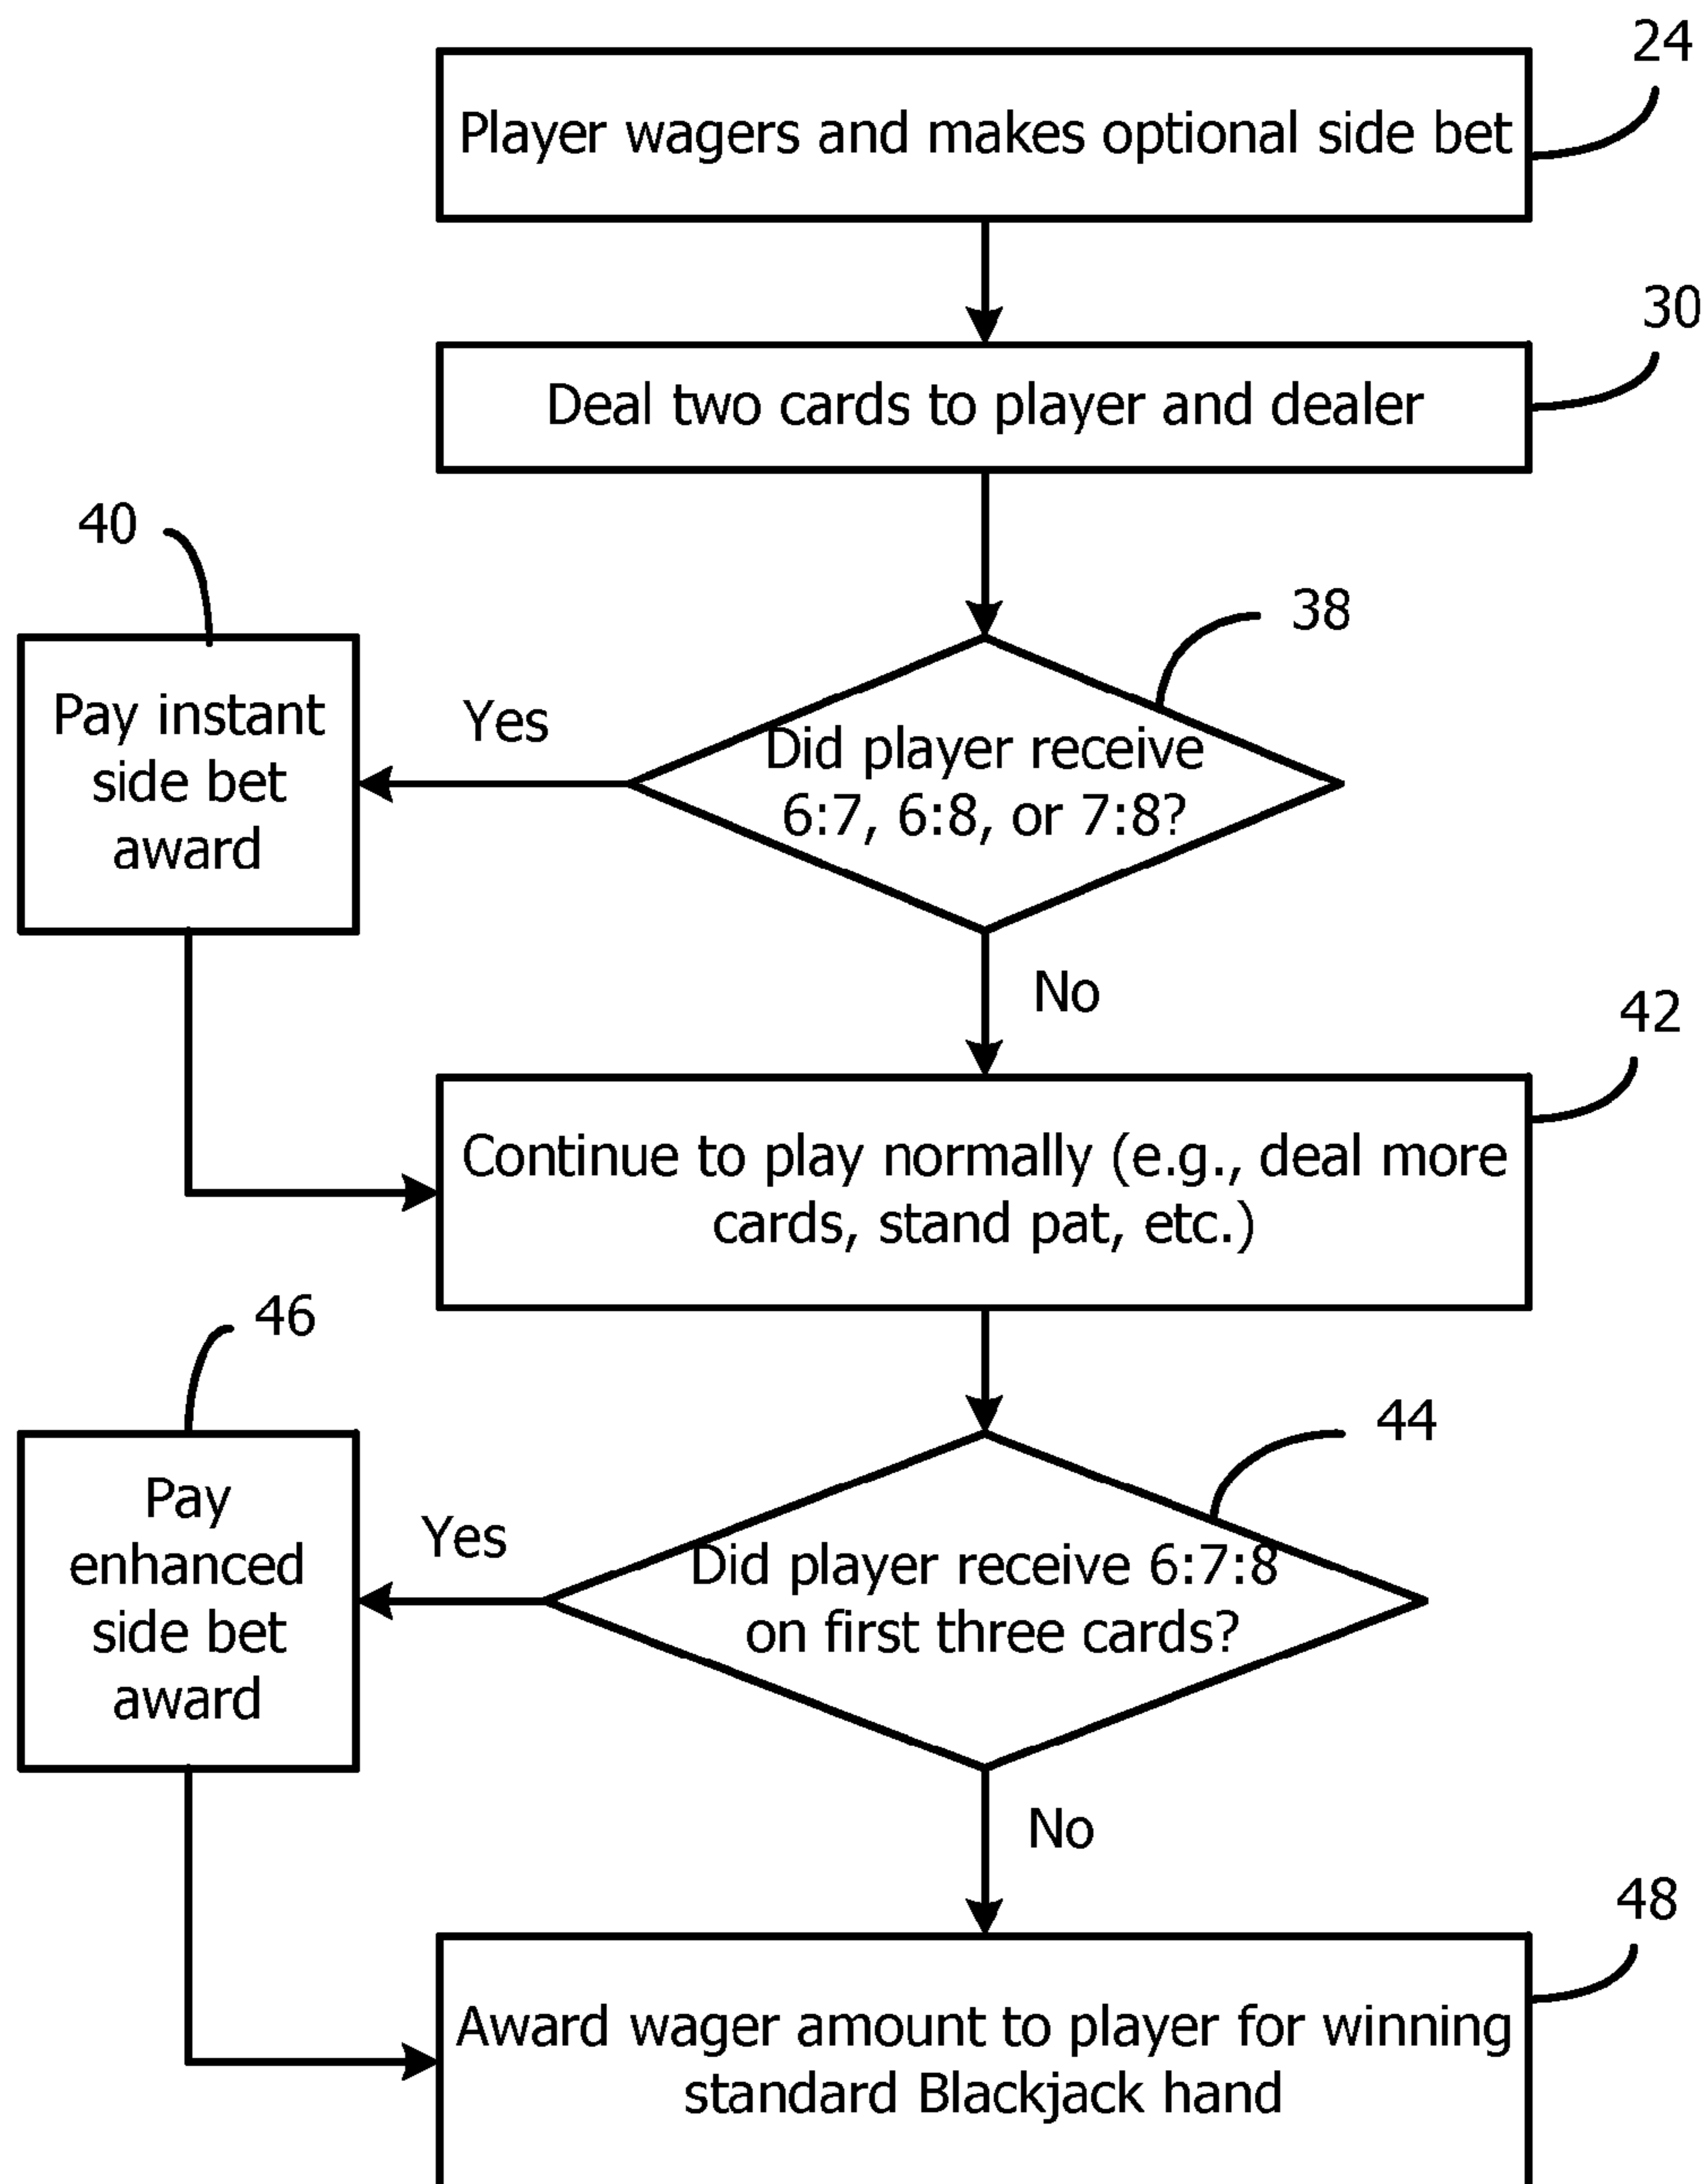 24
Player wagers and makes optional side bet
30
Deal two cards to player and dealer
40
38
Pay instant
side bet
award
Yes
Did player receive
6:7, 6:8, or 7:8?
No
42
Continue to play normally (e.g., deal more
cards, stand pat, etc.)
46
44
Pay
enhanced
side bet
award
Yes
Did player receive 6:7:8
on first three cards?
No
48
Award wager amount to player for winning
standard Blackjack hand